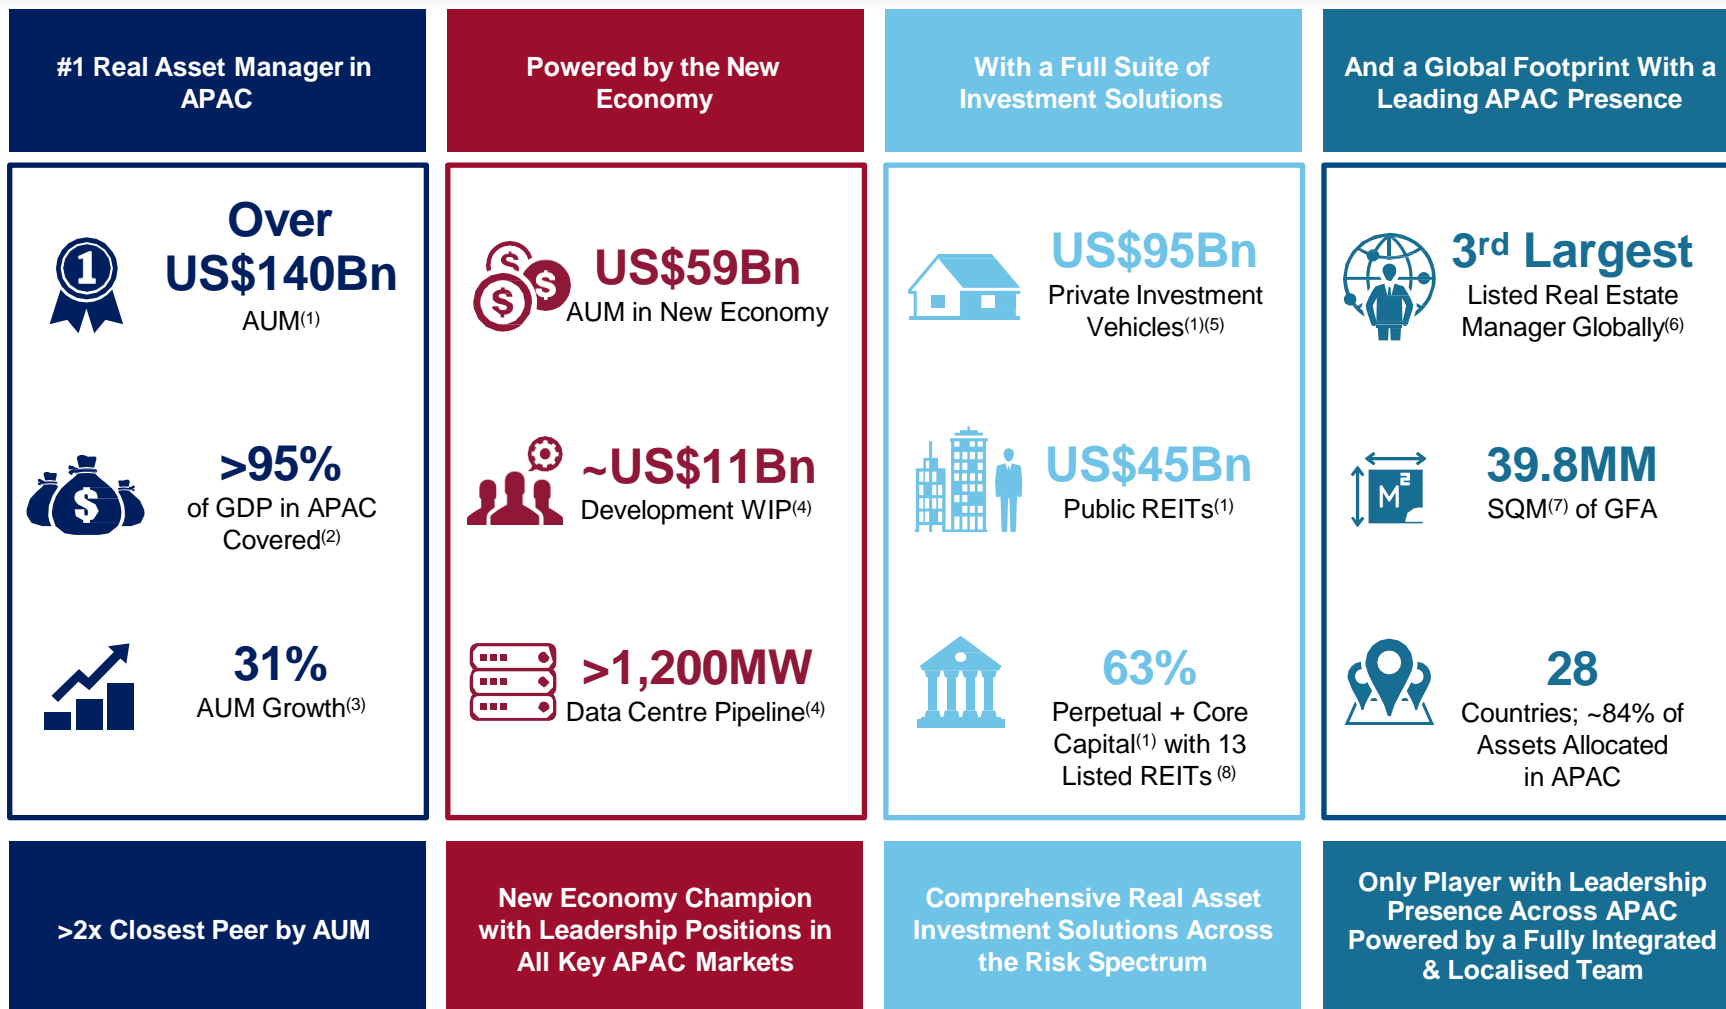 #1 Real Asset Manager in
APAC
Over
US$140Bn
AUM(1)
>95%
of GDP in APAC
Covered(2)
31%
AUM Growth(3)
>2x Closest Peer by AUM
Powered by the New
Economy
US$59Bn
AUM in New Economy
~US$11Bn
Development WIP(4)
>1,200MW
Data Centre Pipeline(4)
New Economy Champion
with Leadership Positions in
All Key APAC Markets
With a Full Suite of
Investment Solutions
US$95Bn
Private Investment
Vehicles(1)(5)
US$45Bn
Public REITs(1)
63%
Perpetual + Core
Capital(1) with 13
Listed REITs (8)
Comprehensive Real Asset
Investment Solutions Across
the Risk Spectrum
And a Global Footprint With a
Leading APAC Presence
3rd Largest
Listed Real Estate
Manager Globally(6)
M2
39.8MM
SQM(7) of GFA
28
Countries; ~84% of
Assets Allocated
in APAC
Only Player with Leadership
Presence Across APAC
Powered by a Fully Integrated
& Localised Team